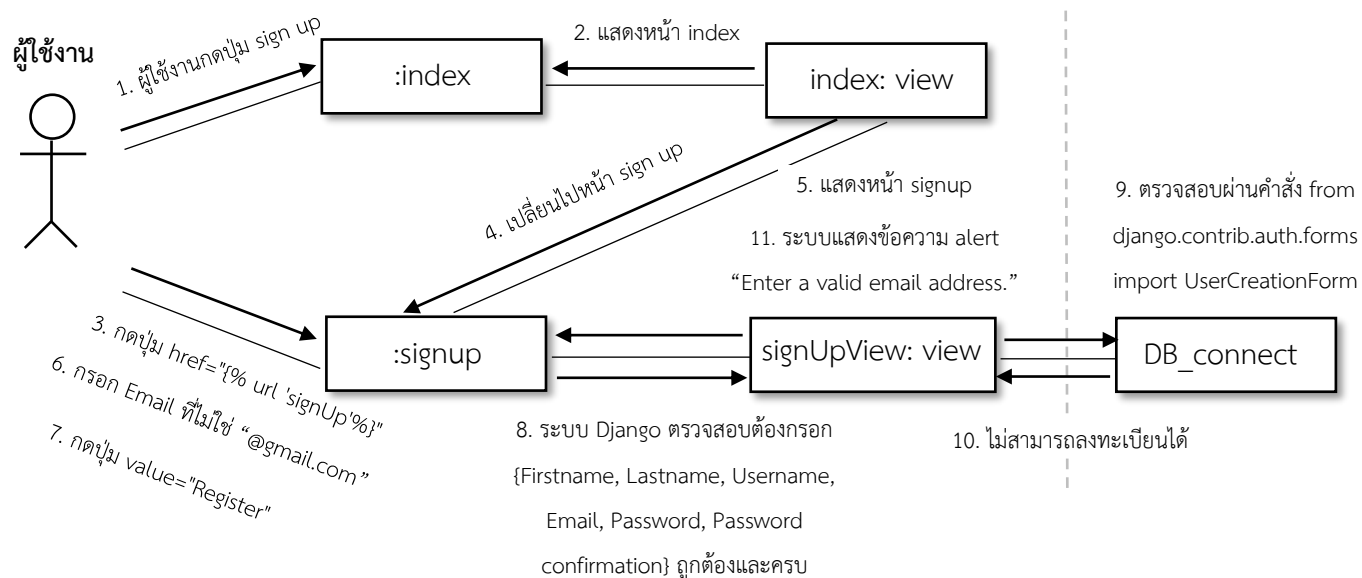 ผู้ใช้งาน
1. ผู้ใช้งานกดปุ่ม sign up
:index
2. แสดงหน้า index
index: view
4. เปลี่ยนไปหน้า sign up
5. แสดงหน้า signup
11. ระบบแสดงข้อความ alert
“Enter a valid email address.”
9. ตรวจสอบผ่านคำสั่ง from
django.contrib.auth.forms
import UserCreationForm
3. กดปุ่ม href="{% url 'signUp'%}"
6. กรอก Email ที่ไม่ใช่ “@gmail.com”
7. กดปุ่ม value="Register"
:signup
signUpView: view
DB_connect
8. ระบบ Django ตรวจสอบต้องกรอก
{Firstname, Lastname, Username,
Email, Password, Password
confirmation} ถูกต้องและครบ
10. ไม่สามารถลงทะเบียนได้